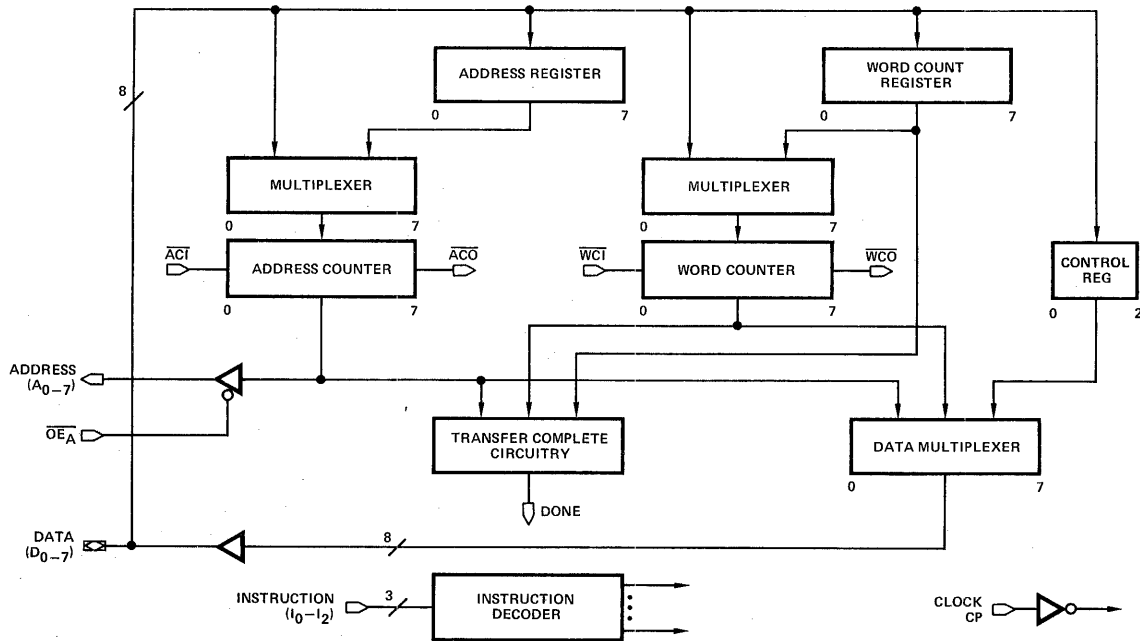 ADDRESS REGISTER
0 7
WORD COUNT
REGISTER
0 7
8
MULTIPLEXER
0 7
MULTIPLEXER
0 7
ACI
ADDRESS COUNTER
ACO
0 7
WCI
WORD COUNTER
WCO
0 7
CONTROL
REG
0 2
ADDRESS
(A0–7)
OEA
TRANSFER COMPLETE
CIRCUITRY
DATA MULTIPLEXER
0 7
DONE
DATA
(D0–7)
8
INSTRUCTION
(I0–I2)
3
INSTRUCTION
DECODER
CLOCK
CP